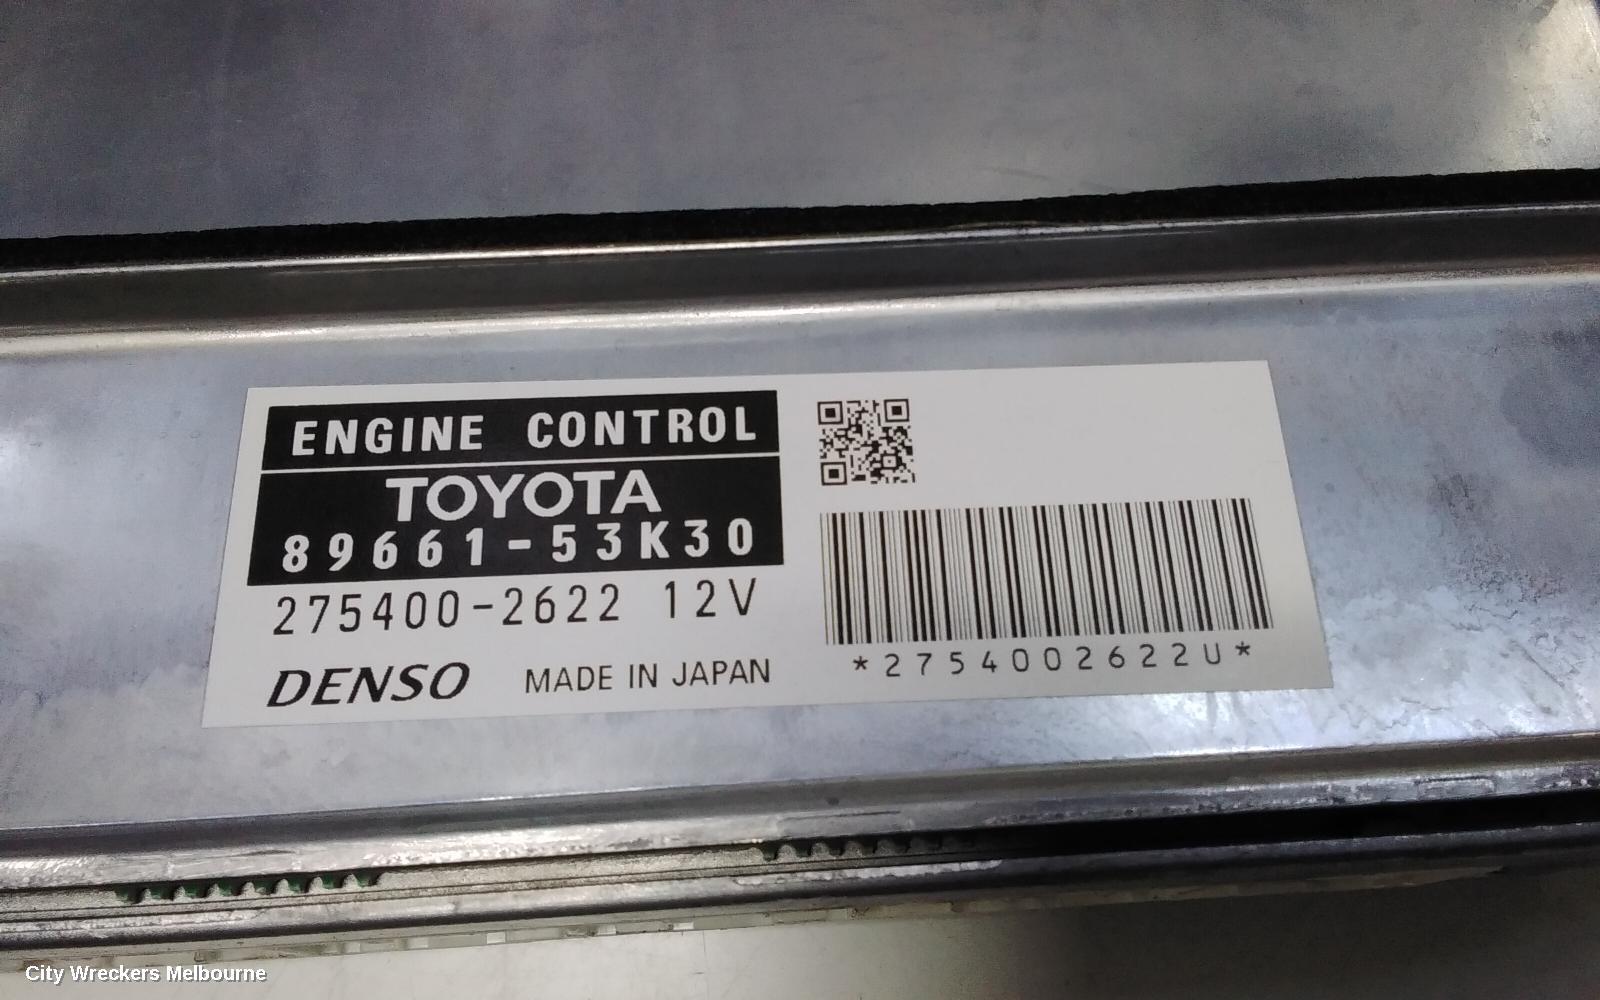 ENGINE CONTROL
TOYOTA
89661-53K30
275400-2622 12V
DENSO MADE IN JAPAN
*2754002622U*
City Wreckers Melbourne